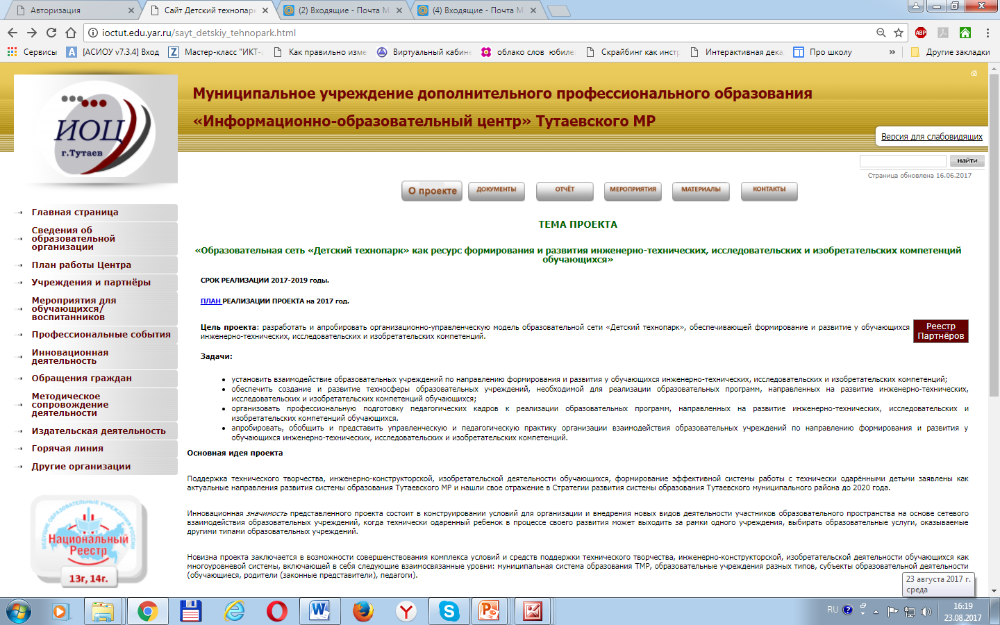 Авторизация
Сайт Детский технопарк
(2) Входящие - Почта М
(4) Входящие - Почта М
ioctut.edu.yar.ru/sayt_detskiy_tehnopark.html
ABP
Сервисы
[АСИОУ v7.3.4] Вход
Мастер-класс "ИКТ-
Как правильно изме
Виртуальный кабине
облако слов юбиле
Скрайбинг как инстр
Интерактивная дека
Про школу
»
Другие закладки
ИОЦ
г.Тутаев
Муниципальное учреждение дополнительного профессионального образования
«Информационно-образовательный центр» Тутаевского МР
Версия для слабовидящих
найти
Страница обновлена 16.06.2017
О проекте
ДОКУМЕНТЫ
ОТЧЁТ
МЕРОПРИЯТИЯ
МАТЕРИАЛЫ
КОНТАКТЫ
Главная страница
Сведения об
образовательной
организации
План работы Центра
Учреждения и партнёры
Мероприятия для
обучающихся/
воспитанников
Профессиональные события
Инновационная
деятельность
Обращения граждан
Методическое
сопровождение
деятельности
Издательская деятельность
Горячая линия
Другие организации
ВЕДУЩИЕ ОБРАЗОВАТЕЛЬНЫЕ УЧРЕЖДЕНИЯ РОССИИ
Национальный
Реестр
13г, 14г.
ТЕМА ПРОЕКТА
«Образовательная сеть «Детский технопарк» как ресурс формирования и развития инженерно-технических, исследовательских и изобретательских компетенций
обучающихся»
СРОК РЕАЛИЗАЦИИ 2017-2019 годы.
ПЛАН РЕАЛИЗАЦИИ ПРОЕКТА на 2017 год.
Цель проекта: разработать и апробировать организационно-управленческую модель образовательной сети «Детский технопарк», обеспечивающей формирование и развитие у обучающихся
инженерно-технических, исследовательских и изобретательских компетенций.
Реестр
Партнёров
Задачи:
• установить взаимодействие образовательных учреждений по направлению формирования и развития у обучающихся инженерно-технических, исследовательских и изобретательских компетенций;
• обеспечить создание и развитие техносферы образовательных учреждений, необходимой для реализации образовательных программ, направленных на развитие инженерно-технических,
исследовательских и изобретательских компетенций обучающихся;
• организовать профессиональную подготовку педагогических кадров к реализации образовательных программ, направленных на развитие инженерно-технических, исследовательских и
изобретательских компетенций обучающихся.
• апробировать, обобщить и представить управленческую и педагогическую практику организации взаимодействия образовательных учреждений по направлению формирования и развития у
обучающихся инженерно-технических, исследовательских и изобретательских компетенций.
Основная идея проекта
Поддержка технического творчества, инженерно-конструкторской, изобретательской деятельности обучающихся, формирование эффективной системы работы с технически одарёнными детьми заявлены как
актуальные направления развития системы образования Тутаевского МР и нашли свое отражение в Стратегии развития системы образования Тутаевского муниципального района до 2020 года.
Инновационная значимость представленного проекта состоит в конструировании условий для организации и внедрения новых видов деятельности участников образовательного пространства на основе сетевого
взаимодействия образовательных учреждений, когда технически одаренный ребенок в процессе своего развития может выходить за рамки одного учреждения, выбирать образовательные услуги, оказываемые
другими типами образовательных учреждений.
Новизна проекта заключается в возможности совершенствования комплекса условий и средств поддержки технического творчества, инженерно-конструкторской, изобретательской деятельности обучающихся как
многоуровневой системы, включающей в себя следующие взаимосвязанные уровни: муниципальная система образования ТМР, образовательные учреждения разных типов, субъекты образовательной деятельности
(обучающиеся, родители (законные представители), педагоги).
23 августа 2017 г.
среда
RU
16:19
23.08.2017